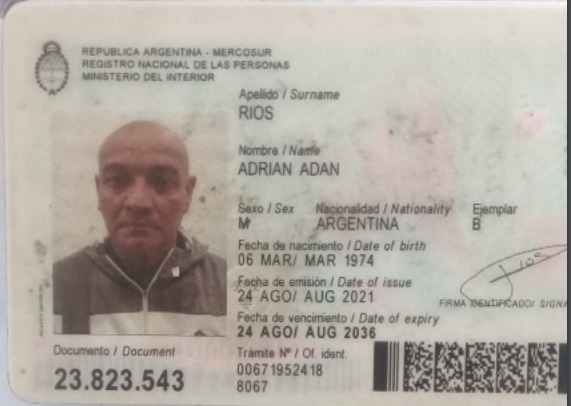 REPUBLICA ARGENTINA - MERCOSUR
REGISTRO NACIONAL DE LAS PERSONAS
MINISTERIO DEL INTERIOR
Apellido / Surname
RIOS
Nombre / Name
ADRIAN ADAN
Sexo / Sex Nacionalidad / Nationality Ejemplar
M ARGENTINA B
Fecha de nacimiento / Date of birth
06 MAR/ MAR 1974
Fecha de emisión / Date of issue
24 AGO/ AUG 2021
FIRMA IDENTIFICADO/ SIGNA
Fecha de vencimiento / Date of expiry
24 AGO/ AUG 2036
Documento / Document
23.823.543
Trámite Nº / Of. ident.
00671952418
8067